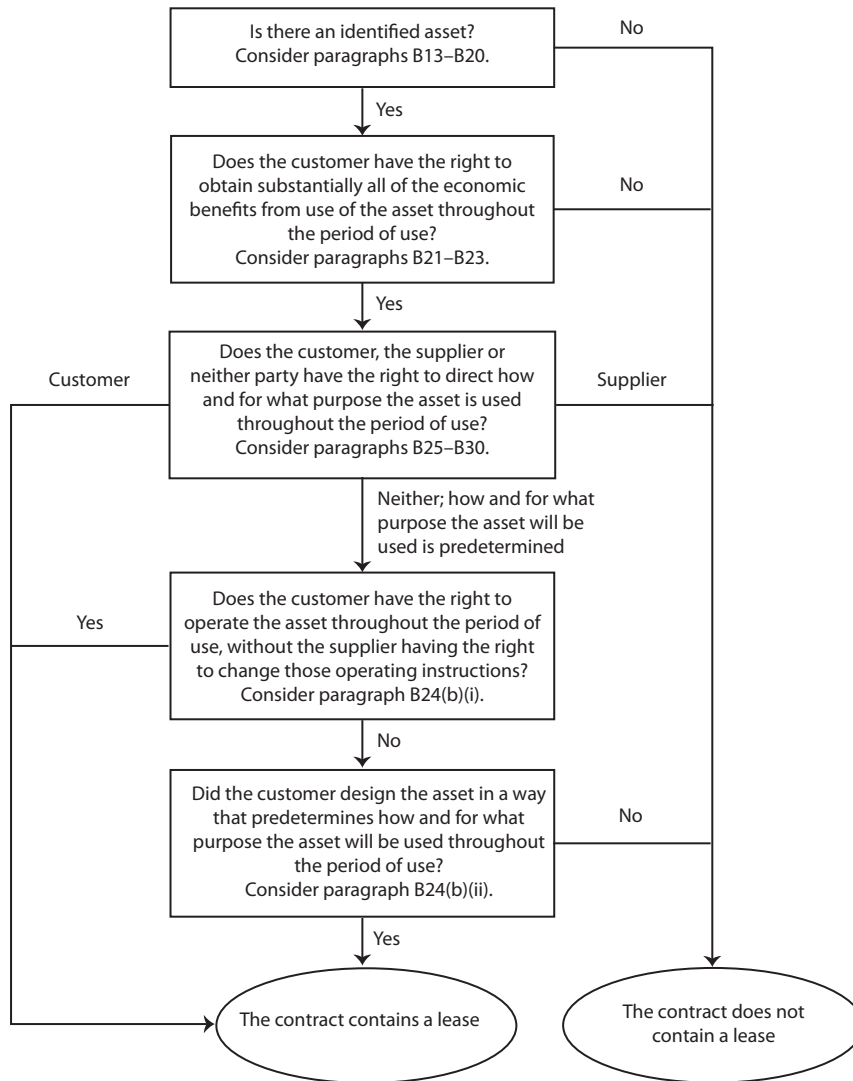 Is there an identified asset?
Consider paragraphs B13–B20.
No
Yes
Does the customer have the right to
obtain substantially all of the economic
benefits from use of the asset throughout
the period of use?
Consider paragraphs B21–B23.
No
Yes
Does the customer, the supplier or
neither party have the right to direct how
and for what purpose the asset is used
throughout the period of use?
Consider paragraphs B25–B30.
Customer
Supplier
Neither; how and for what
purpose the asset will be
used is predetermined
Does the customer have the right to
operate the asset throughout the period of
use, without the supplier having the right
to change those operating instructions?
Consider paragraph B24(b)(i).
Yes
No
Did the customer design the asset in a way
that predetermines how and for what
purpose the asset will be used throughout
the period of use?
Consider paragraph B24(b)(ii).
No
Yes
The contract contains a lease
The contract does not
contain a lease